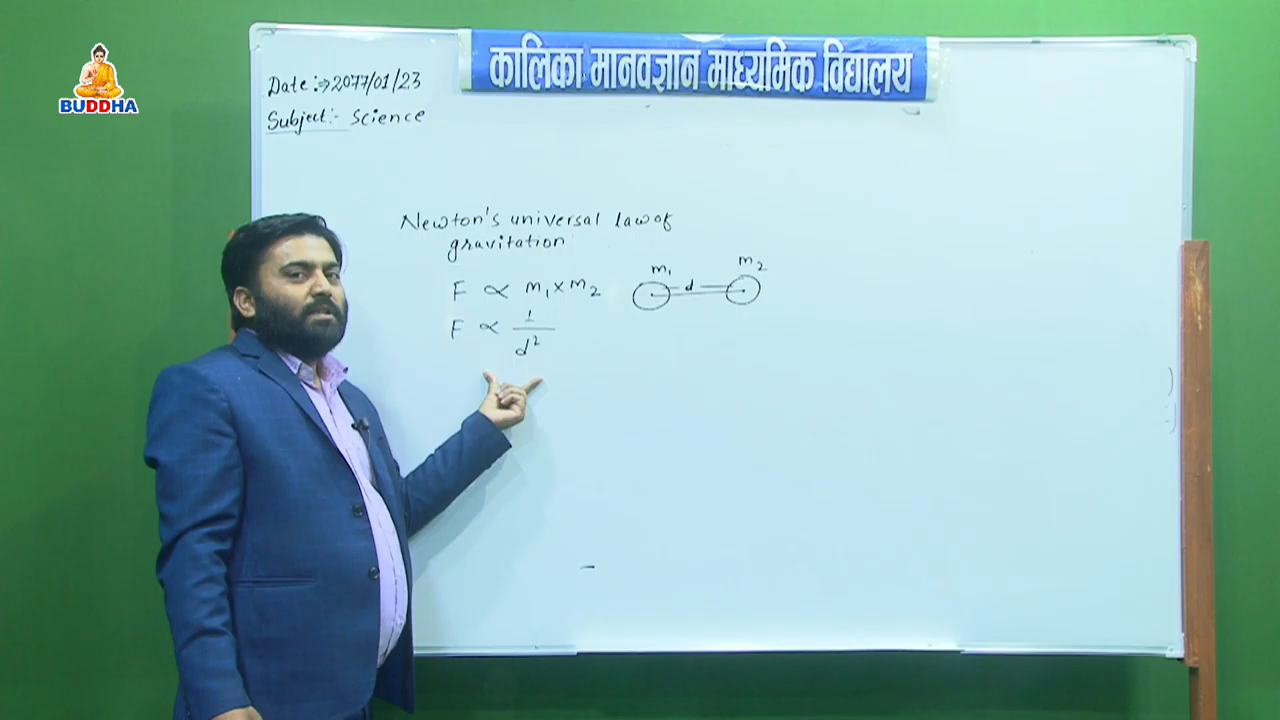 BUDDHA
कालिका मानवज्ञान माध्यमिक विद्यालय
Date:⇒2077/01/23
Subject:- Science
Newton's universal law of
gravitation
F ∝ m₁×m₂
F ∝ 1/d²
m₁ m₂
d